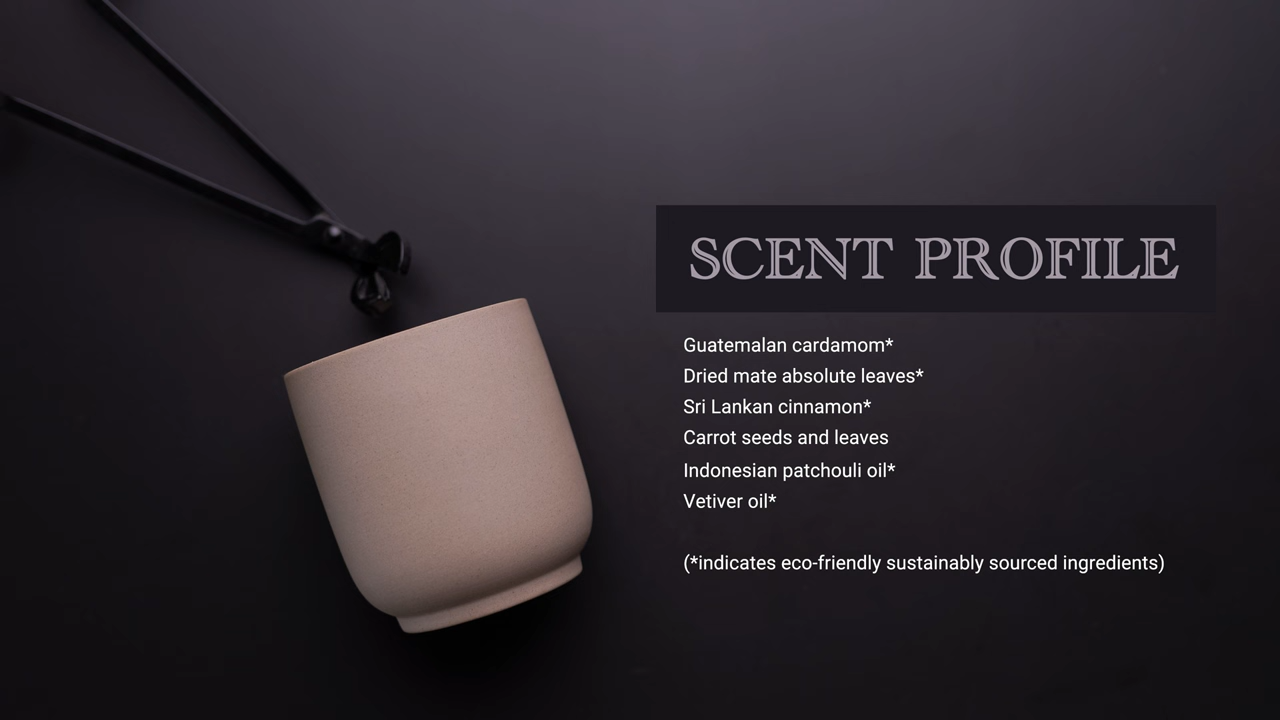 SCENT PROFILE
Guatemalan cardamom*
Dried mate absolute leaves*
Sri Lankan cinnamon*
Carrot seeds and leaves
Indonesian patchouli oil*
Vetiver oil*
(*indicates eco-friendly sustainably sourced ingredients)